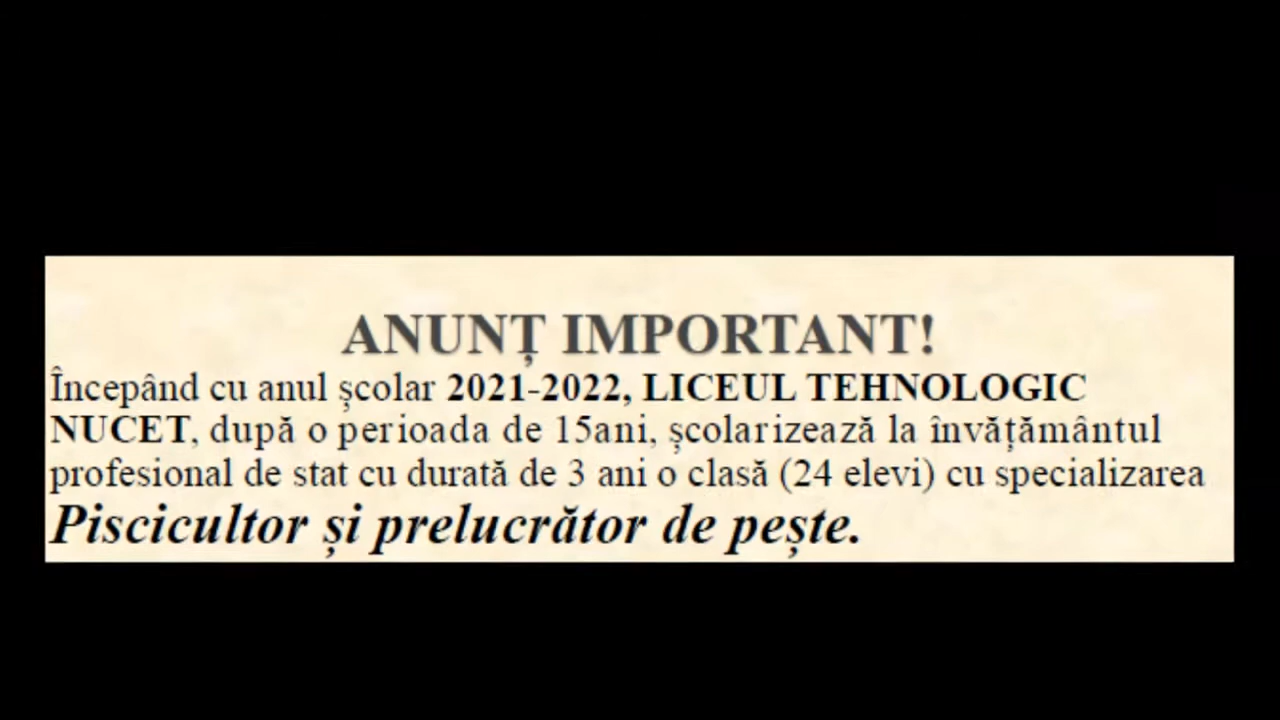 ANUNȚ IMPORTANT!
Începând cu anul școlar 2021-2022, LICEUL TEHNOLOGIC
NUCET, după o perioada de 15ani, școlarizează la învățământul
profesional de stat cu durată de 3 ani o clasă (24 elevi) cu specializarea
Piscicultor și prelucrător de pește.